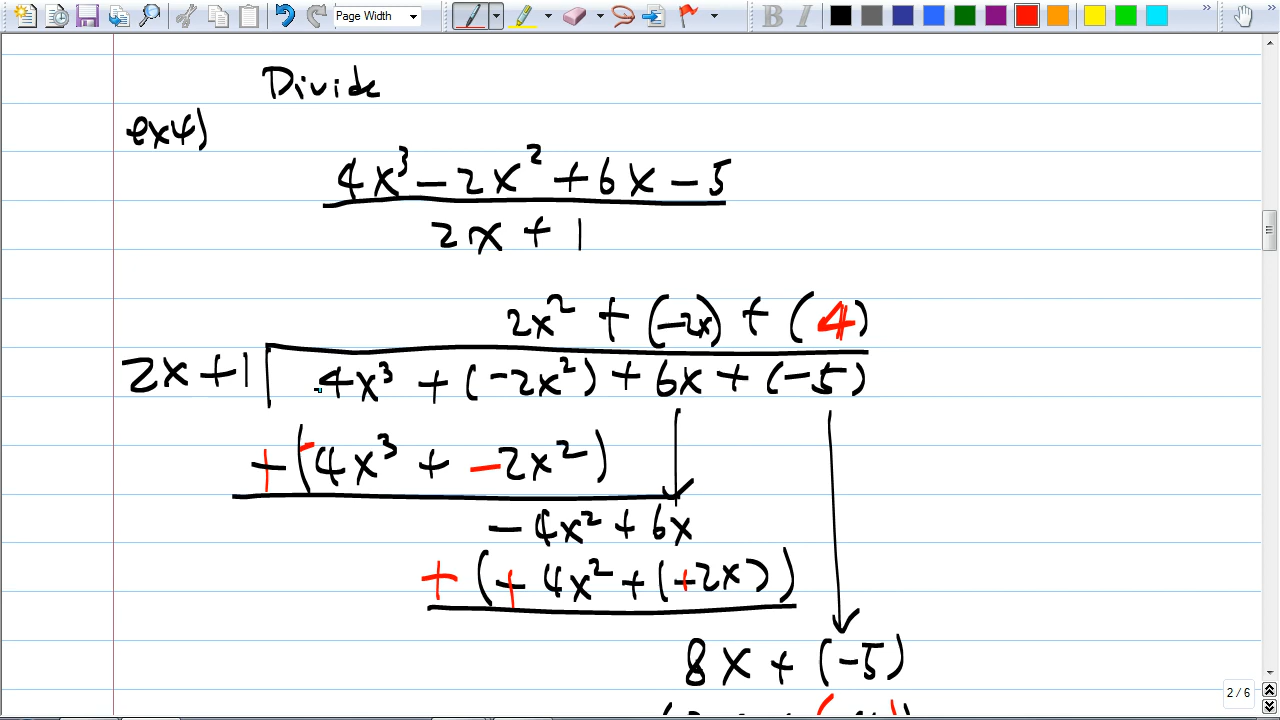 Page Width
B I
Divide
ex4)
4x³ - 2x² + 6x - 5
2x + 1
2x² + (-2x) + (4)
2x + 1 4x³ + (-2x²) + 6x + (-5)
+ (-4x³ + -2x²)
- 4x² + 6x
+ (+ 4x² + (+2x))
8x + (-5)
2 / 6